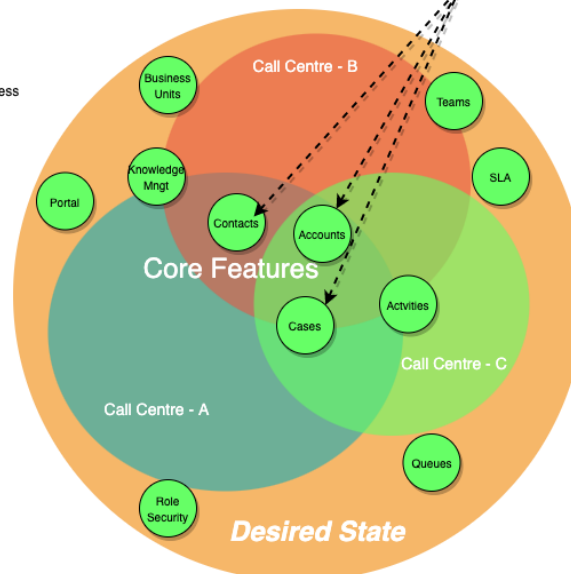 Call Centre - B
Business
Units
ess
Teams
Knowledge
Mngt
SLA
Portal
Contacts
Accounts
Core Features
Cases
Actvities
Call Centre - C
Call Centre - A
Queues
Role
Security
Desired State